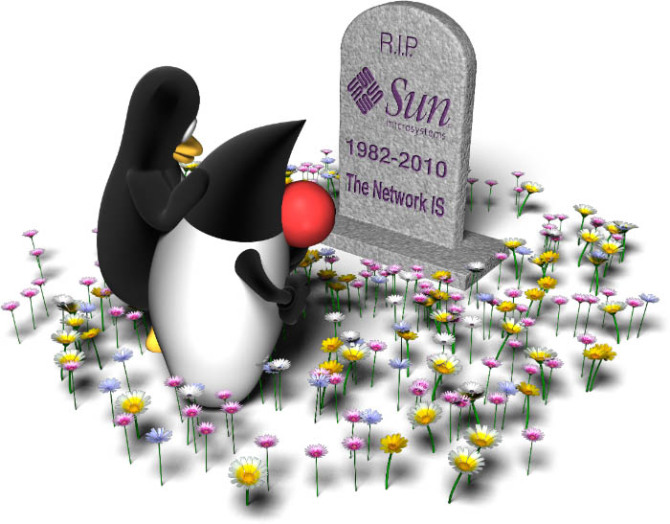 R.I.P.
Sun
microsystems
1982-2010
The Network IS